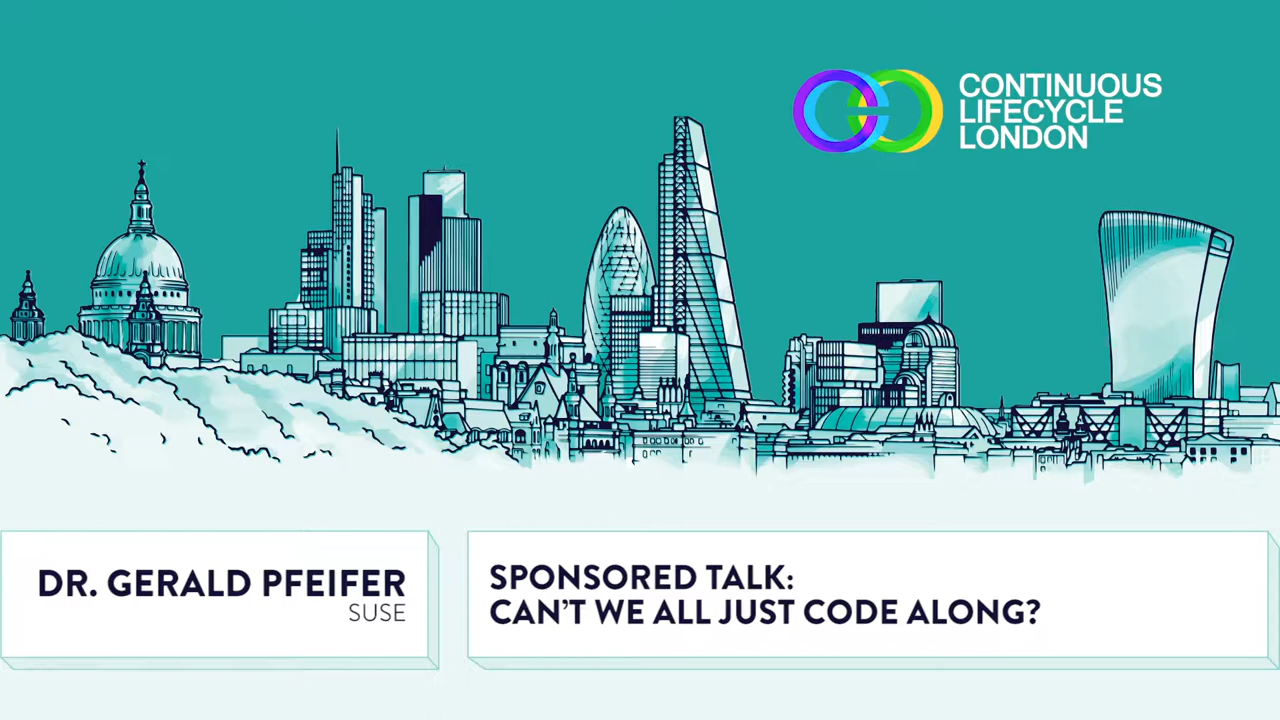 CONTINUOUS
LIFECYCLE
LONDON
DR. GERALD PFEIFER
SUSE
SPONSORED TALK:
CAN'T WE ALL JUST CODE ALONG?